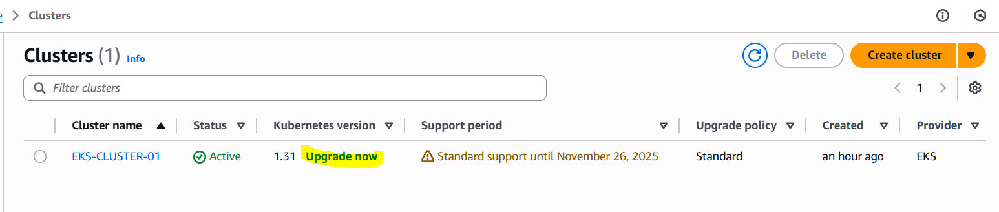 Clusters
Clusters (1) Info
Delete
Create cluster
Filter clusters
1
Cluster name Status Kubernetes version Support period Upgrade policy Created Provider
EKS-CLUSTER-01 Active 1.31 Upgrade now Standard support until November 26, 2025 Standard an hour ago EKS